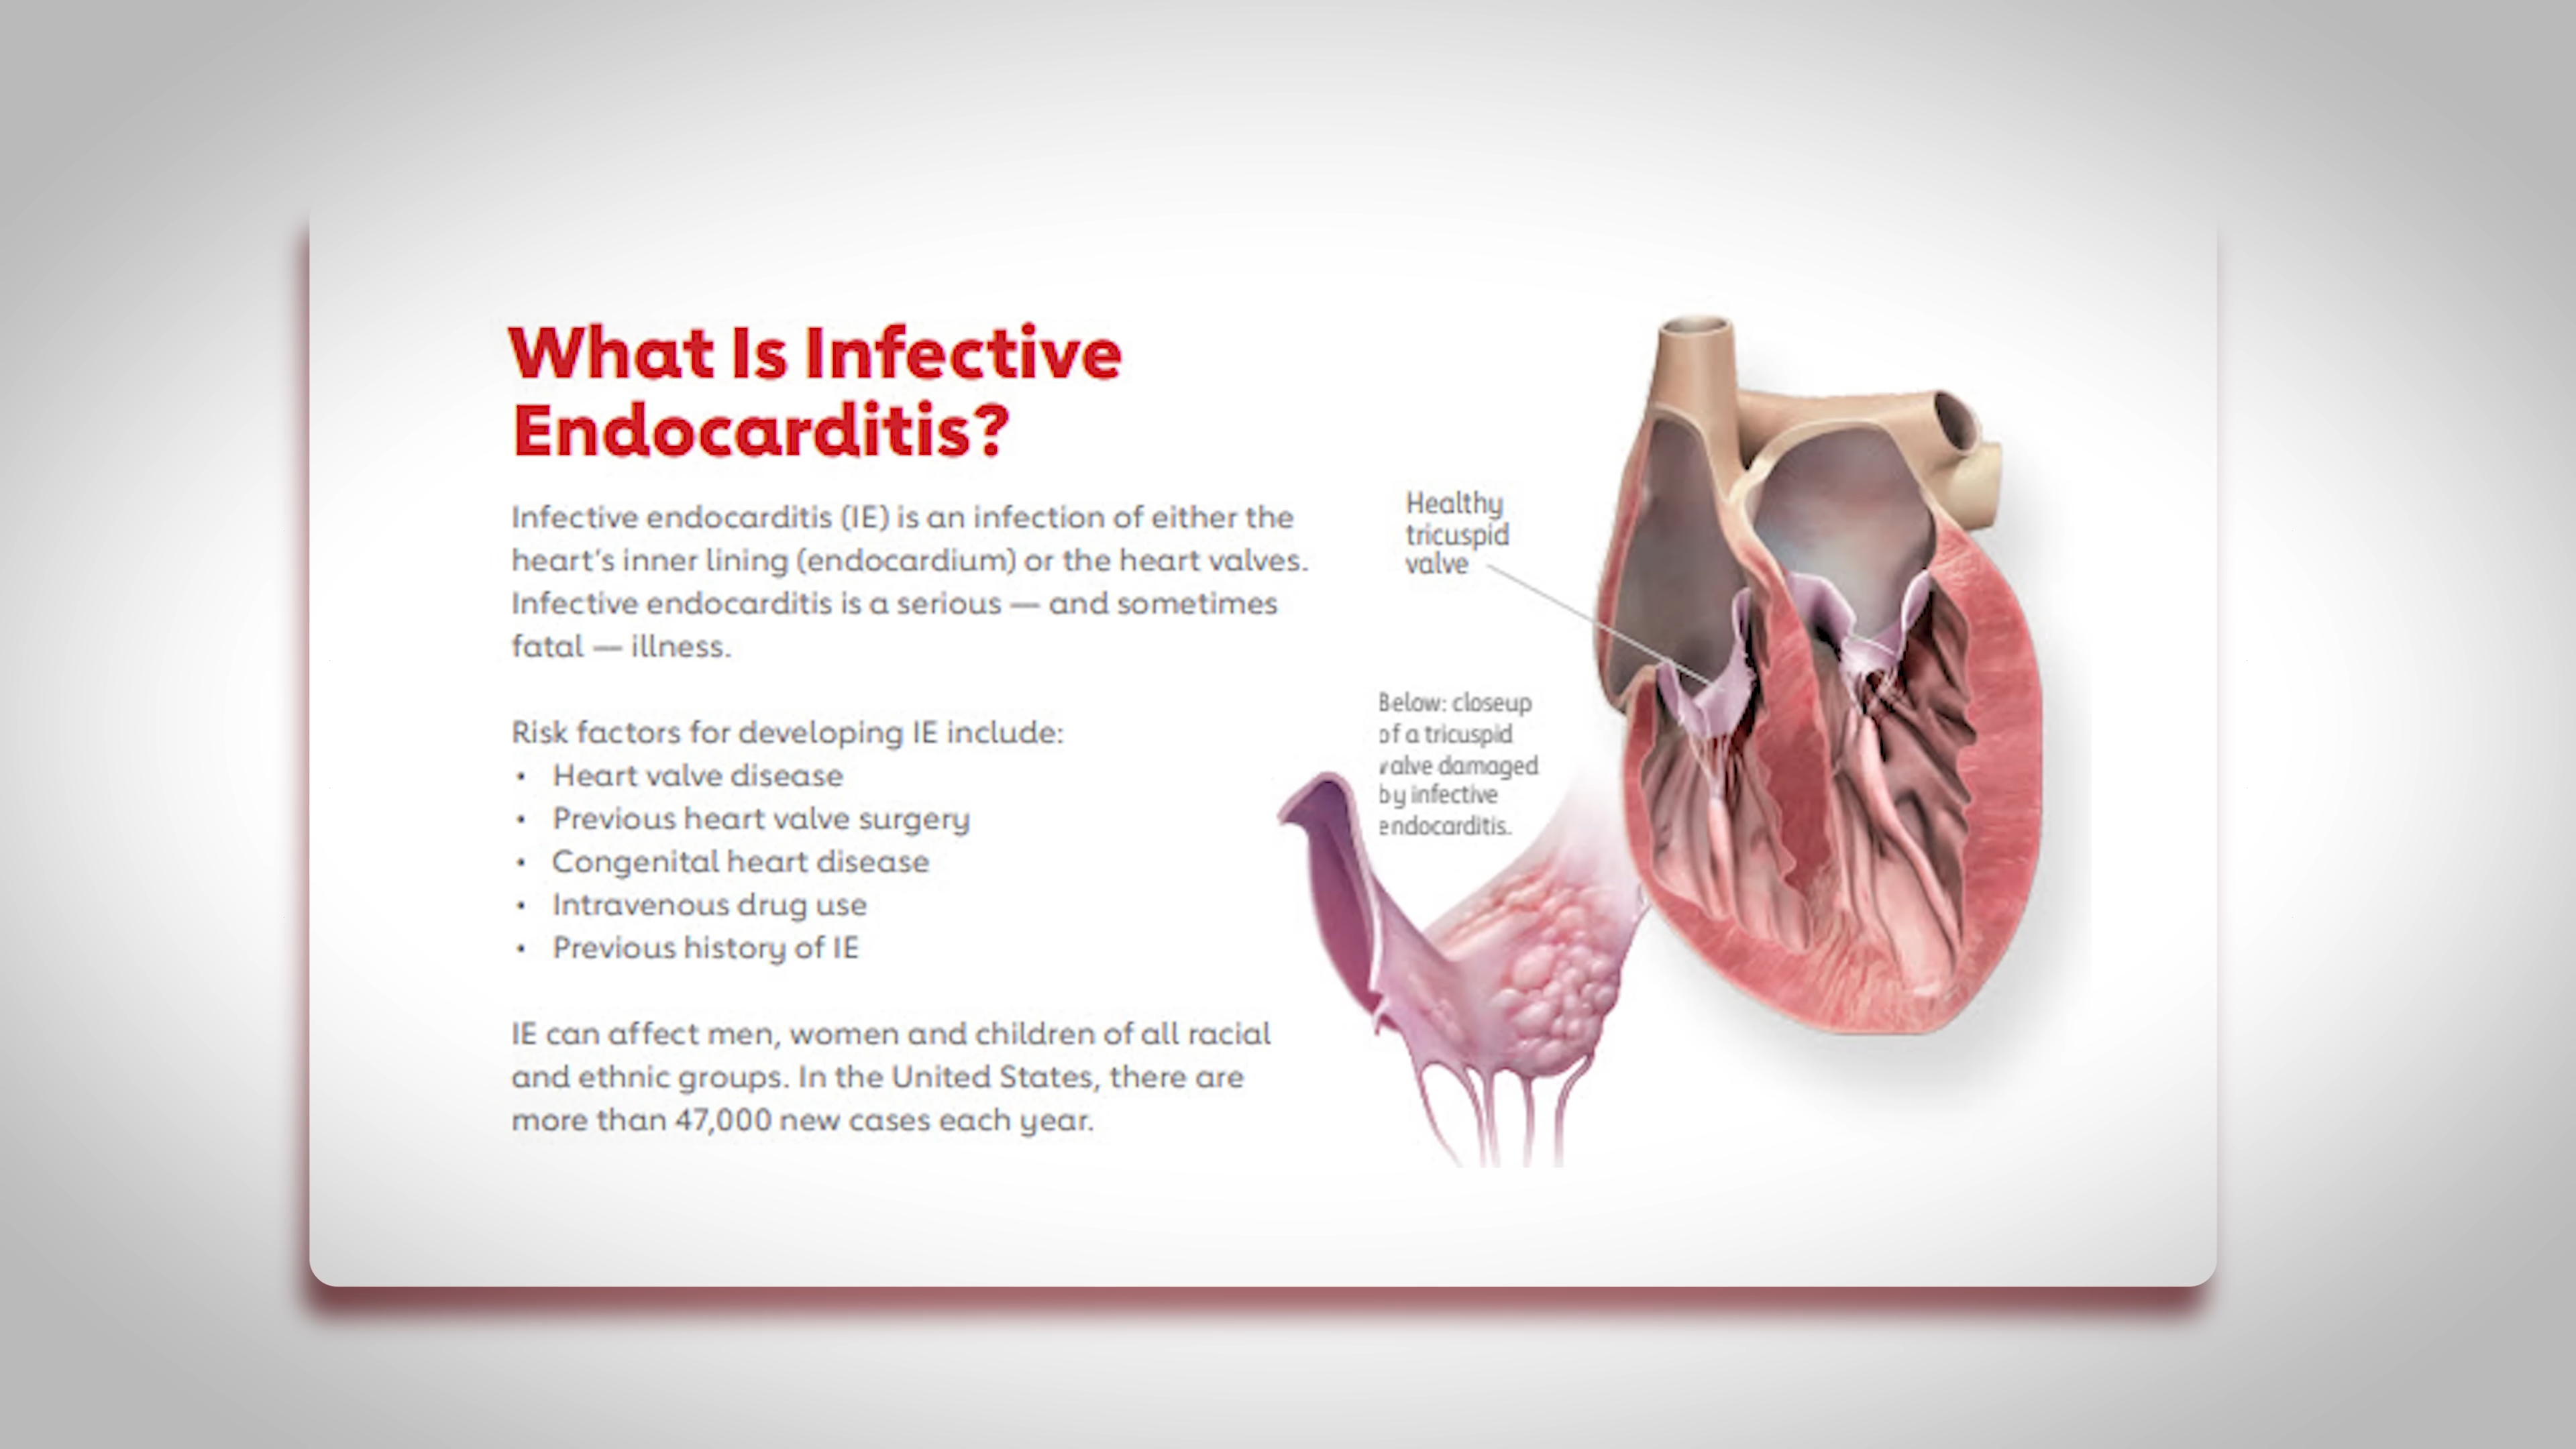 What Is Infective
Endocarditis?
Infective endocarditis (IE) is an infection of either the
heart's inner lining (endocardium) or the heart valves.
Infective endocarditis is a serious — and sometimes
fatal — illness.
Risk factors for developing IE include:
• Heart valve disease
• Previous heart valve surgery
• Congenital heart disease
• Intravenous drug use
• Previous history of IE
IE can affect men, women and children of all racial
and ethnic groups. In the United States, there are
more than 47,000 new cases each year.
Healthy
tricuspid
valve
Below: closeup
of a tricuspid
valve damaged
by infective
endocarditis.